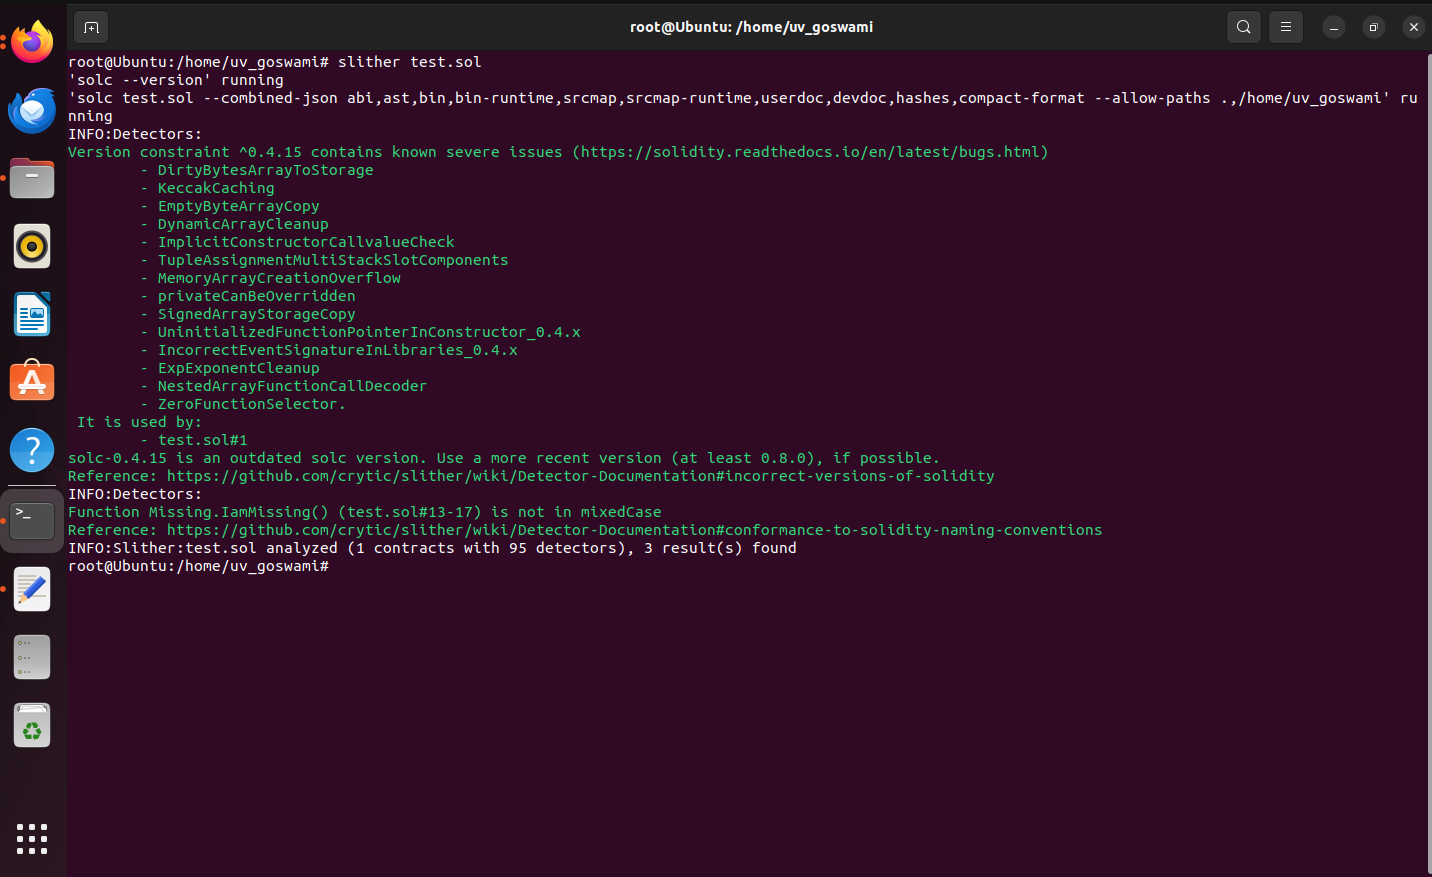 root@Ubuntu: /home/uv_goswami
root@Ubuntu:/home/uv_goswami# slither test.sol
'solc --version' running
'solc test.sol --combined-json abi,ast,bin,bin-runtime,srcmap,srcmap-runtime,userdoc,devdoc,hashes,compact-format --allow-paths .,/home/uv_goswami' ru
nning
INFO:Detectors:
Version constraint ^0.4.15 contains known severe issues (https://solidity.readthedocs.io/en/latest/bugs.html)
- DirtyBytesArrayToStorage
- KeccakCaching
- EmptyByteArrayCopy
- DynamicArrayCleanup
- ImplicitConstructorCallvalueCheck
- TupleAssignmentMultiStackSlotComponents
- MemoryArrayCreationOverflow
- privateCanBeOverridden
- SignedArrayStorageCopy
- UninitializedFunctionPointerInConstructor_0.4.x
- IncorrectEventSignatureInLibraries_0.4.x
- ExpExponentCleanup
- NestedArrayFunctionCallDecoder
- ZeroFunctionSelector.
It is used by:
- test.sol#1
solc-0.4.15 is an outdated solc version. Use a more recent version (at least 0.8.0), if possible.
Reference: https://github.com/crytic/slither/wiki/Detector-Documentation#incorrect-versions-of-solidity
INFO:Detectors:
Function Missing.IamMissing() (test.sol#13-17) is not in mixedCase
Reference: https://github.com/crytic/slither/wiki/Detector-Documentation#conformance-to-solidity-naming-conventions
INFO:Slither:test.sol analyzed (1 contracts with 95 detectors), 3 result(s) found
root@Ubuntu:/home/uv_goswami#